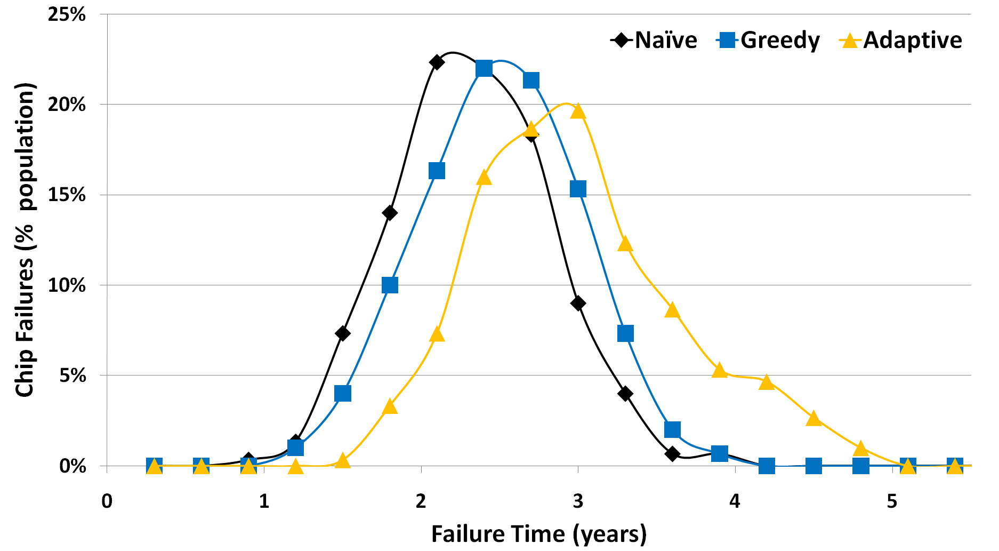 25%
Naïve Greedy Adaptive
20%
15%
10%
5%
0%
Chip Failures (% population)
0 1 2 3 4 5
Failure Time (years)